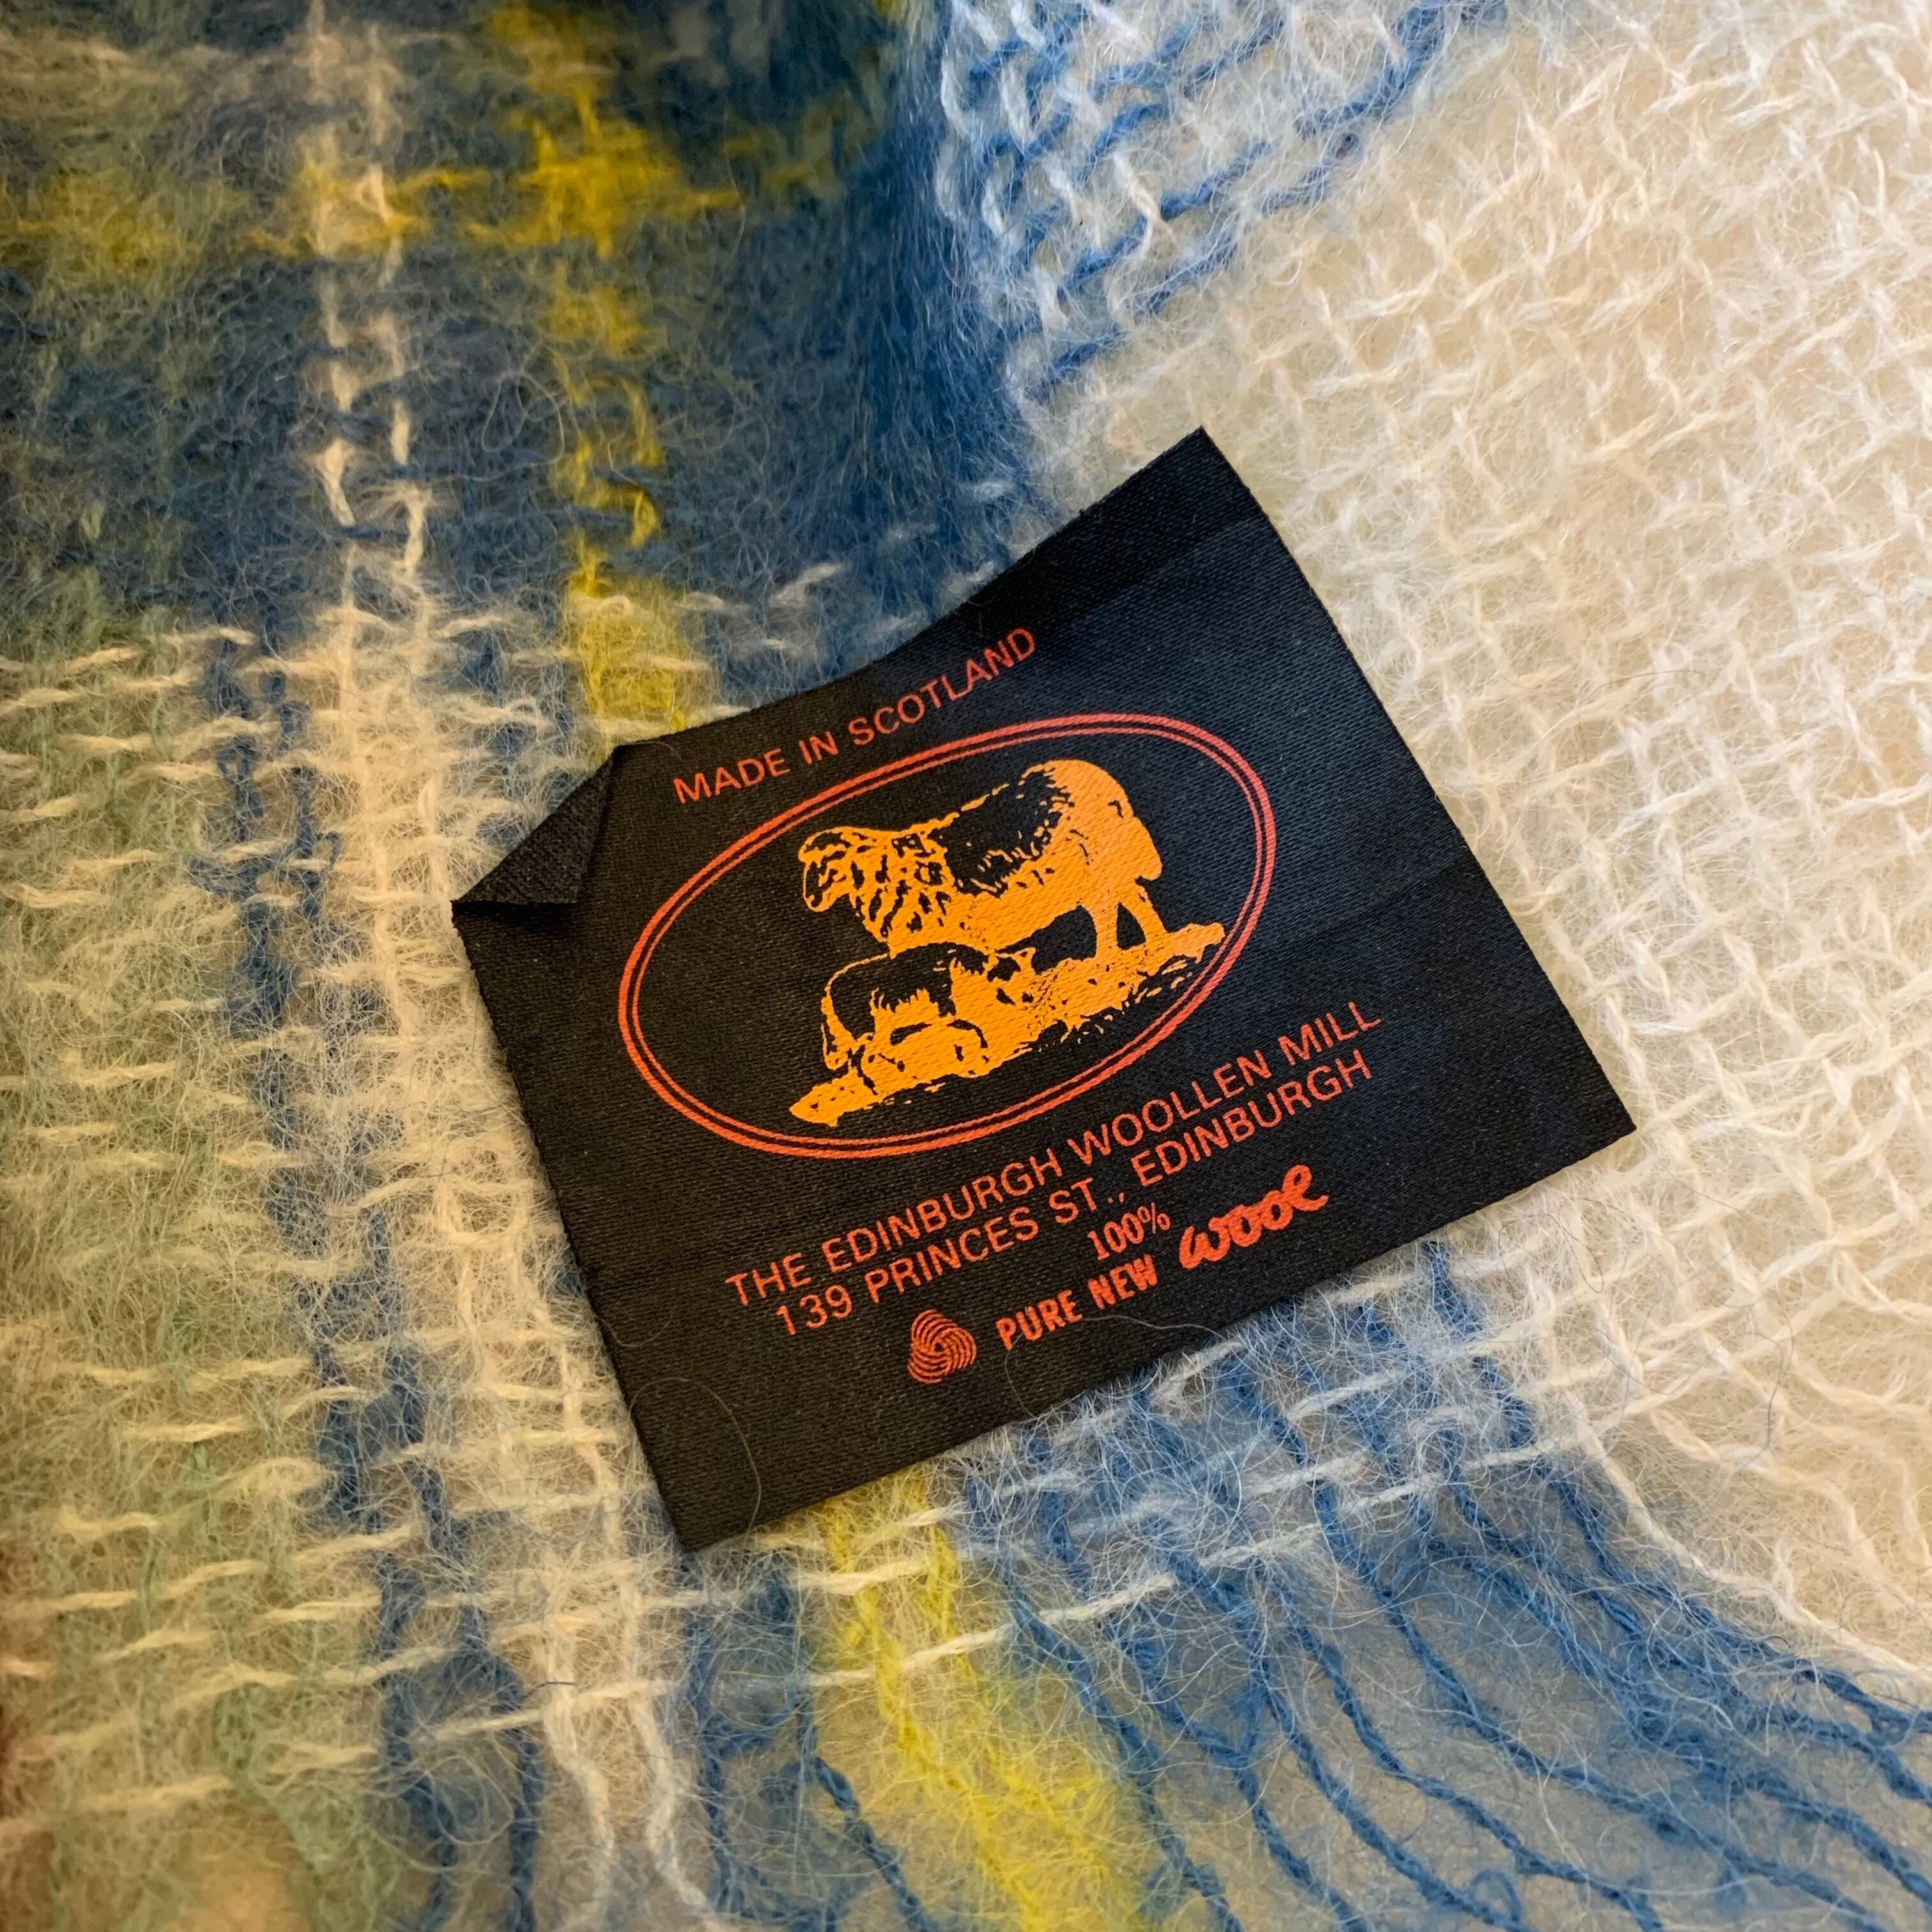 MADE IN SCOTLAND
THE EDINBURGH WOOLLEN MILL
139 PRINCES ST., EDINBURGH
100%
PURE NEW wool